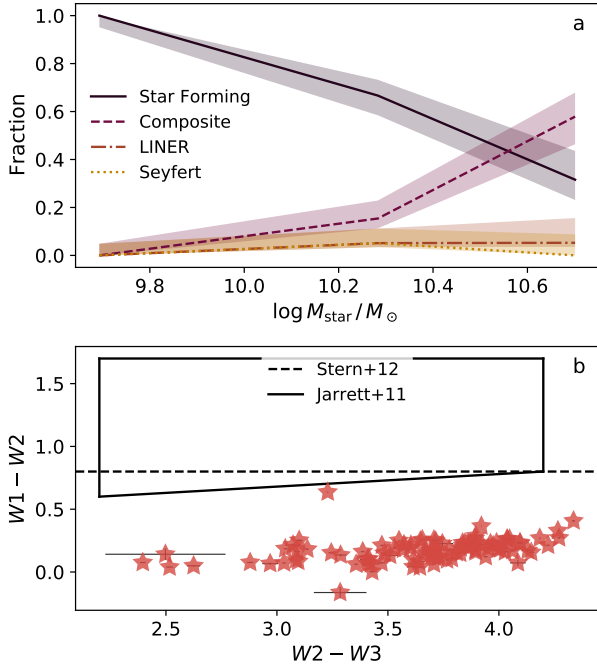 a
1.0
0.8
0.6
0.4
0.2
0.0
Fraction
Star Forming
Composite
LINER
Seyfert
9.8 10.0 10.2 10.4 10.6
log M_star / M_⊙
b
1.5
1.0
0.5
0.0
W1 − W2
Stern+12
Jarrett+11
2.5 3.0 3.5 4.0
W2 − W3